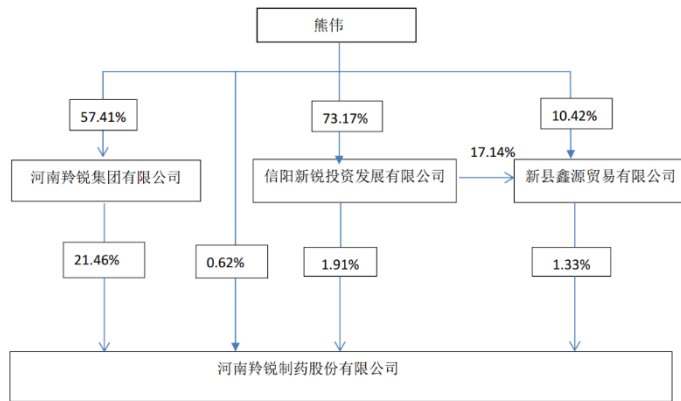 熊伟
57.41%
73.17%
10.42%
17.14%
河南羚锐集团有限公司
信阳新锐投资发展有限公司
新县鑫源贸易有限公司
21.46%
0.62%
1.91%
1.33%
河南羚锐制药股份有限公司